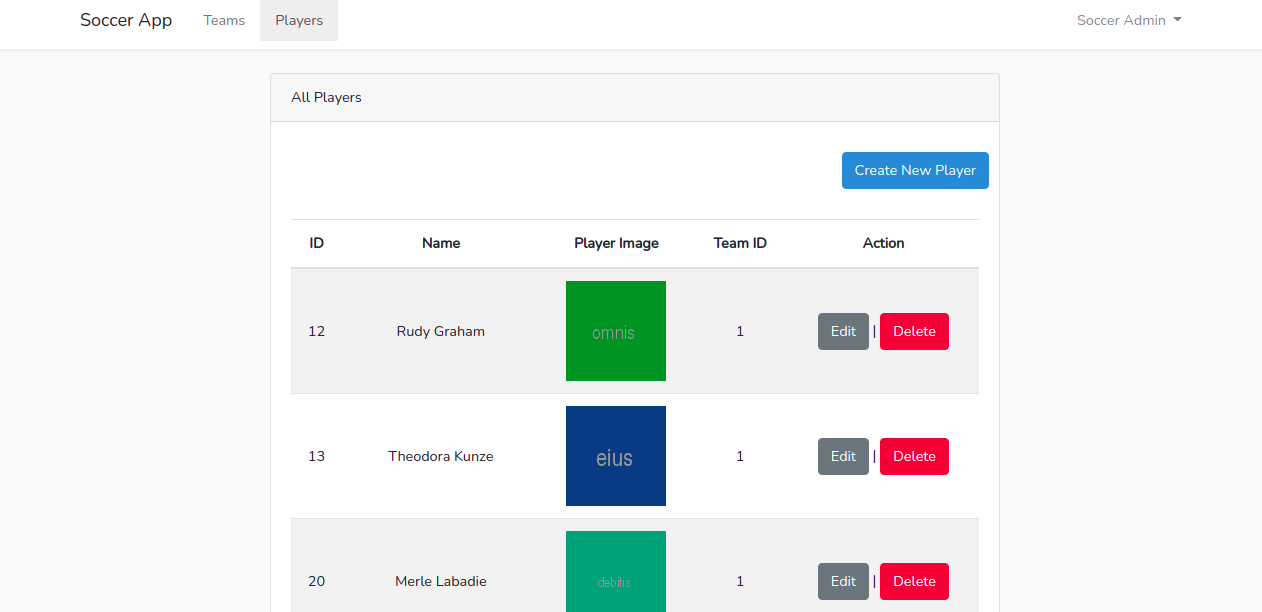 Soccer App Teams Players Soccer Admin
All Players
Create New Player
ID Name Player Image Team ID Action
12 Rudy Graham omnis 1 Edit | Delete
13 Theodora Kunze eius 1 Edit | Delete
20 Merle Labadie debitis 1 Edit | Delete